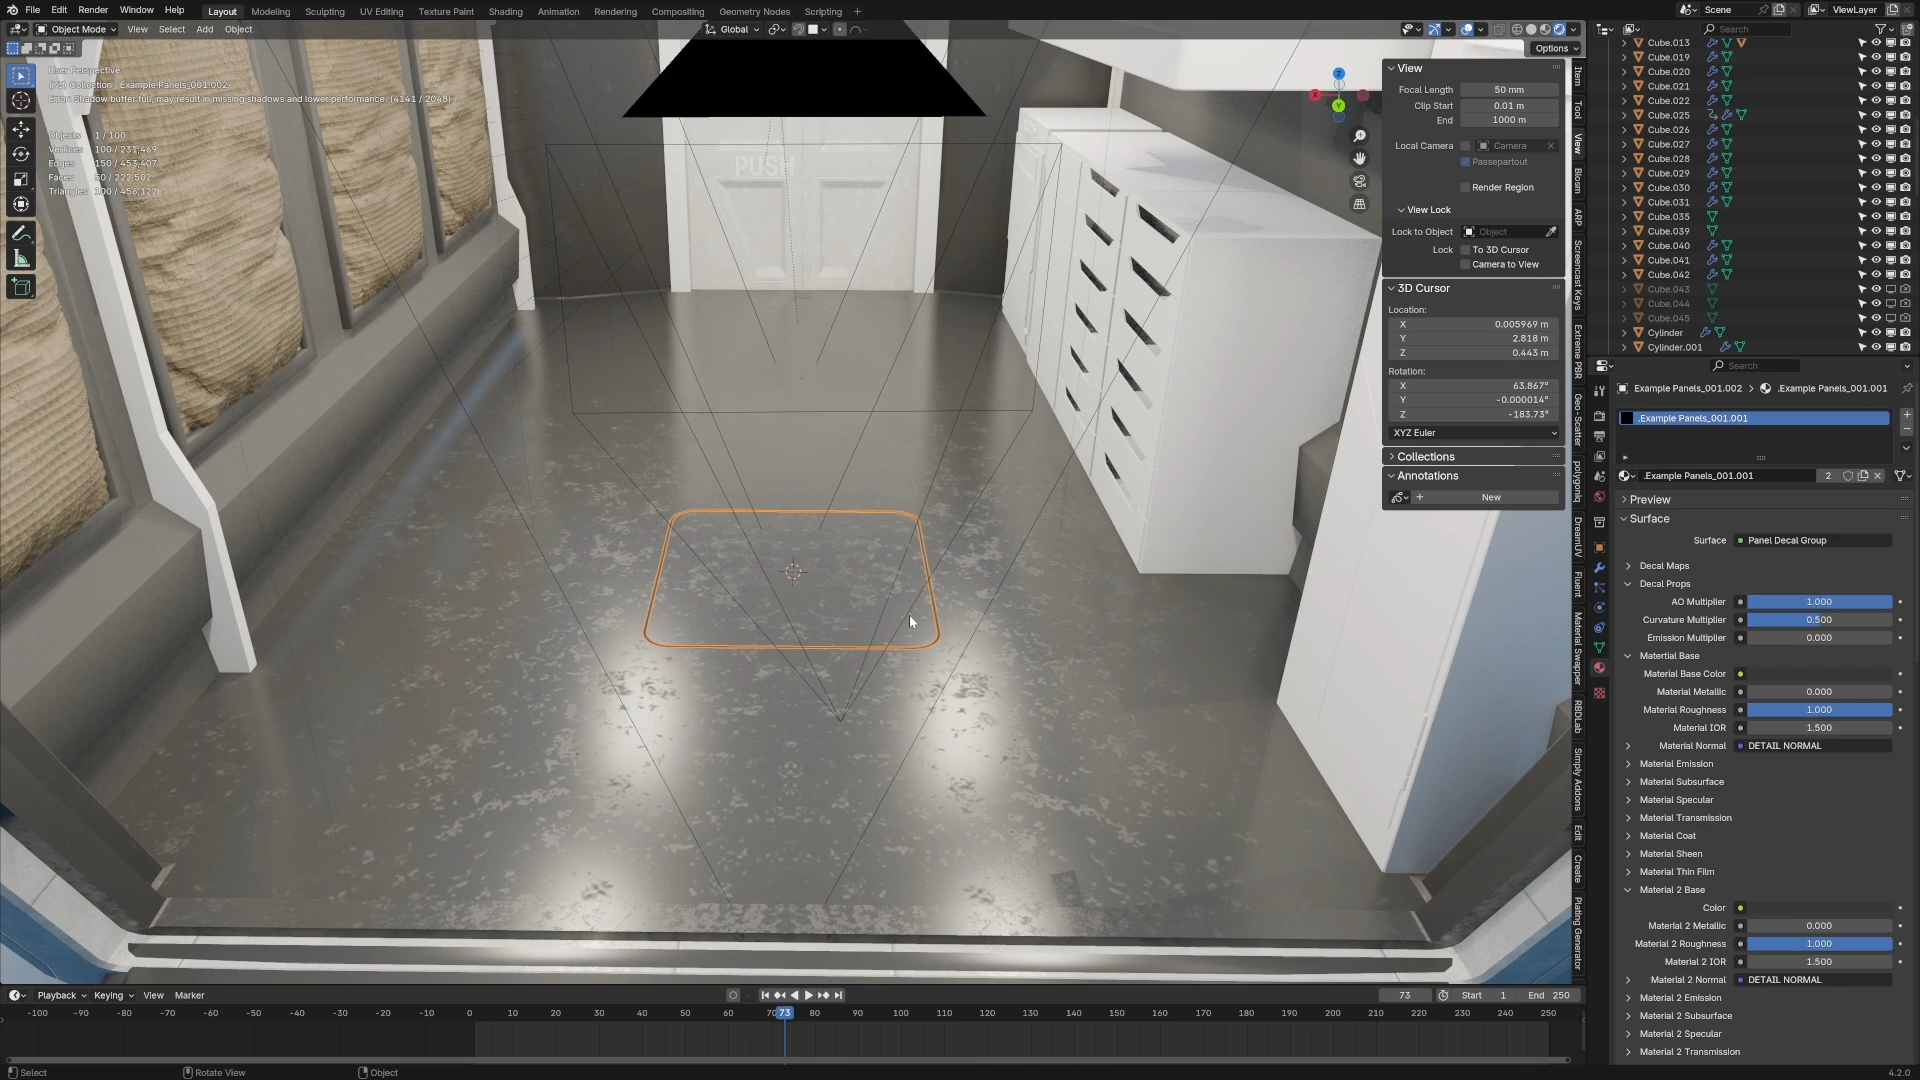 File Edit Render Window Help Layout Modeling Sculpting UV Editing Texture Paint Shading Animation Rendering Compositing Geometry Nodes Scripting + Scene ViewLayer
Object Mode View Select Add Object Global Search
Options
User Perspective
(73) Collection | Example Panels_001.002
Error: Shadow buffer full, may result in missing shadows and lower performance. (4141 / 2048)
Objects 1 / 100
Vertices 100 / 231,469
Edges 150 / 453,407
Faces 50 / 222,502
Triangles 100 / 456,122
PUSH
Z
X
Y
View
Focal Length 50 mm
Clip Start 0.01 m
End 1000 m
Local Camera Camera
Passepartout
Render Region
View Lock
Lock to Object Object
Lock To 3D Cursor
Camera to View
3D Cursor
Location:
X 0.005969 m
Y 2.818 m
Z 0.443 m
Rotation:
X 63.867°
Y -0.000014°
Z -183.73°
XYZ Euler
Collections
Annotations
New
Item
Tool
View
Blosm
ARP
Screencast Keys
Extreme PBR
Geo-Scatter
polygoniq
DreamUV
Fluent
Material Swapper
RBDLab
Simply Addons
Edit
Create
Plating Generator
Cube.013
Cube.019
Cube.020
Cube.021
Cube.022
Cube.025
Cube.026
Cube.027
Cube.028
Cube.029
Cube.030
Cube.031
Cube.035
Cube.039
Cube.040
Cube.041
Cube.042
Cube.043
Cube.044
Cube.045
Cylinder
Cylinder.001
Search
Example Panels_001.002 > .Example Panels_001.001
.Example Panels_001.001
.Example Panels_001.001 2
Preview
Surface
Surface Panel Decal Group
Decal Maps
Decal Props
AO Multiplier 1.000
Curvature Multiplier 0.500
Emission Multiplier 0.000
Matertial Base
Material Base Color
Material Metallic 0.000
Material Roughness 1.000
Material IOR 1.500
Material Normal DETAIL NORMAL
Material Emission
Material Subsurface
Material Specular
Material Transmission
Material Coat
Material Sheen
Material Thin Film
Material 2 Base
Color
Material 2 Metallic 0.000
Material 2 Roughness 1.000
Material 2 IOR 1.500
Material 2 Normal DETAIL NORMAL
Material 2 Emission
Material 2 Subsurface
Material 2 Specular
Material 2 Transmission
Playback Keying View Marker 73 Start 1 End 250
-100 -90 -80 -70 -60 -50 -40 -30 -20 -10 0 10 20 30 40 50 60 70 73 80 90 100 110 120 130 140 150 160 170 180 190 200 210 220 230 240 250
Select Rotate View Object 4.2.0